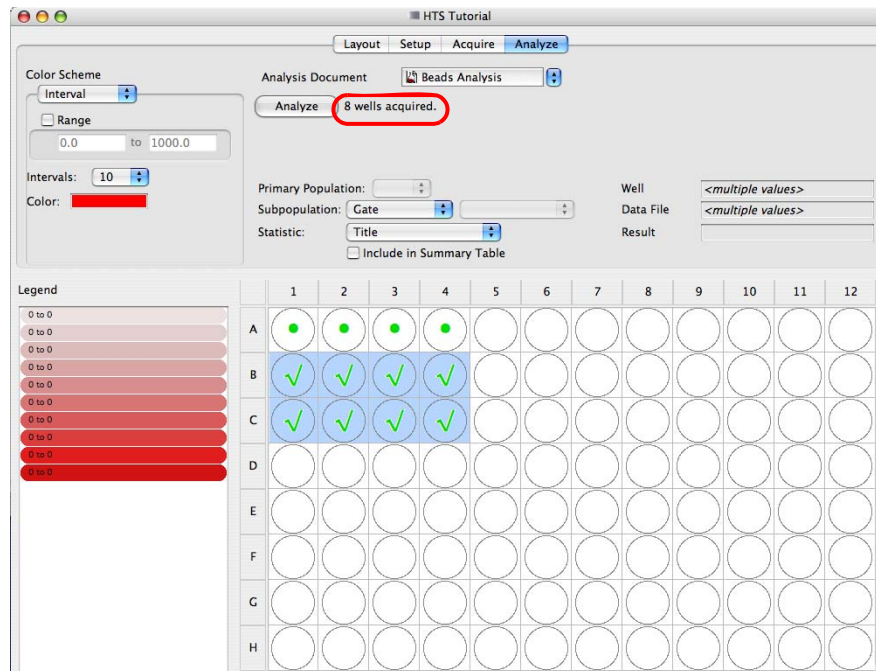 HTS Tutorial
Layout Setup Acquire Analyze
Color Scheme
Interval
Range
0.0 to 1000.0
Intervals: 10
Color:
Analysis Document Beads Analysis
Analyze 8 wells acquired.
Primary Population:
Subpopulation: Gate
Statistic: Title
Include in Summary Table
Well <multiple values>
Data File <multiple values>
Result
Legend
0 to 0
0 to 0
0 to 0
0 to 0
0 to 0
0 to 0
0 to 0
0 to 0
0 to 0
0 to 0
1 2 3 4 5 6 7 8 9 10 11 12
A
B
C
D
E
F
G
H